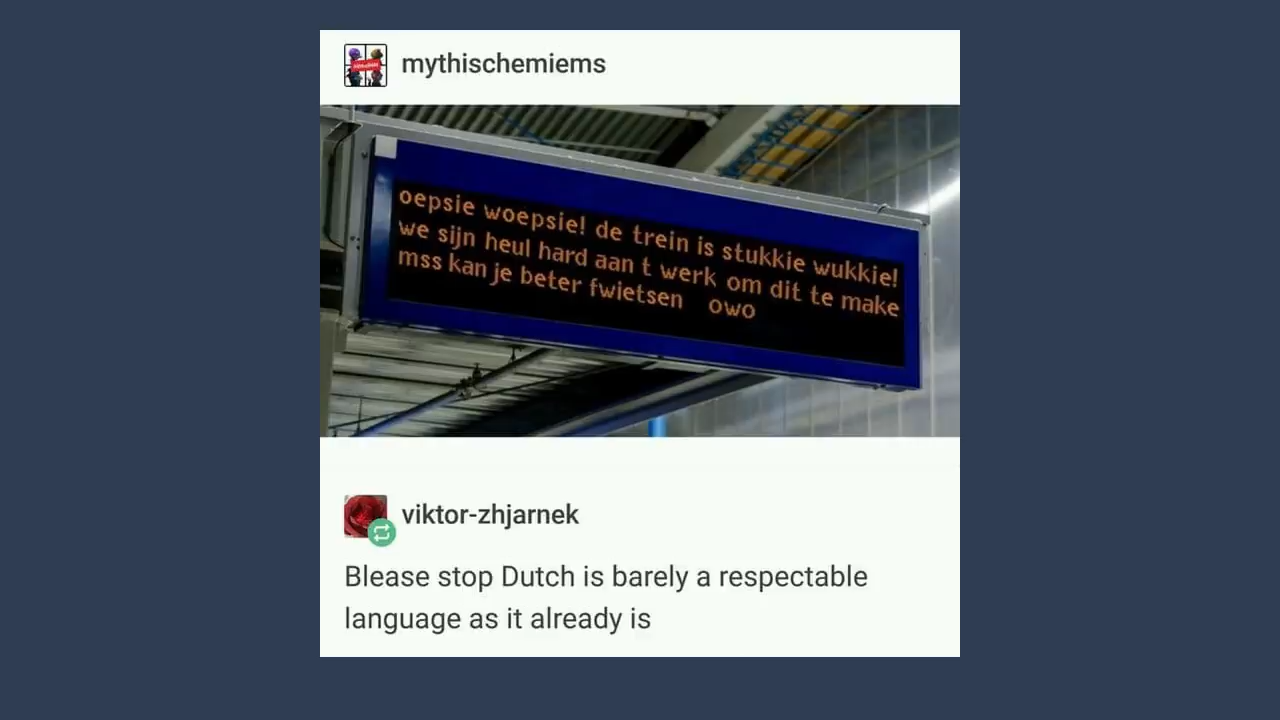 mythischemiems
oepsie woepsie! de trein is stukkie wukkie!
we sijn heul hard aan t werk om dit te make
mss kan je beter fwietsen owo
viktor-zhjarnek
Blease stop Dutch is barely a respectable
language as it already is